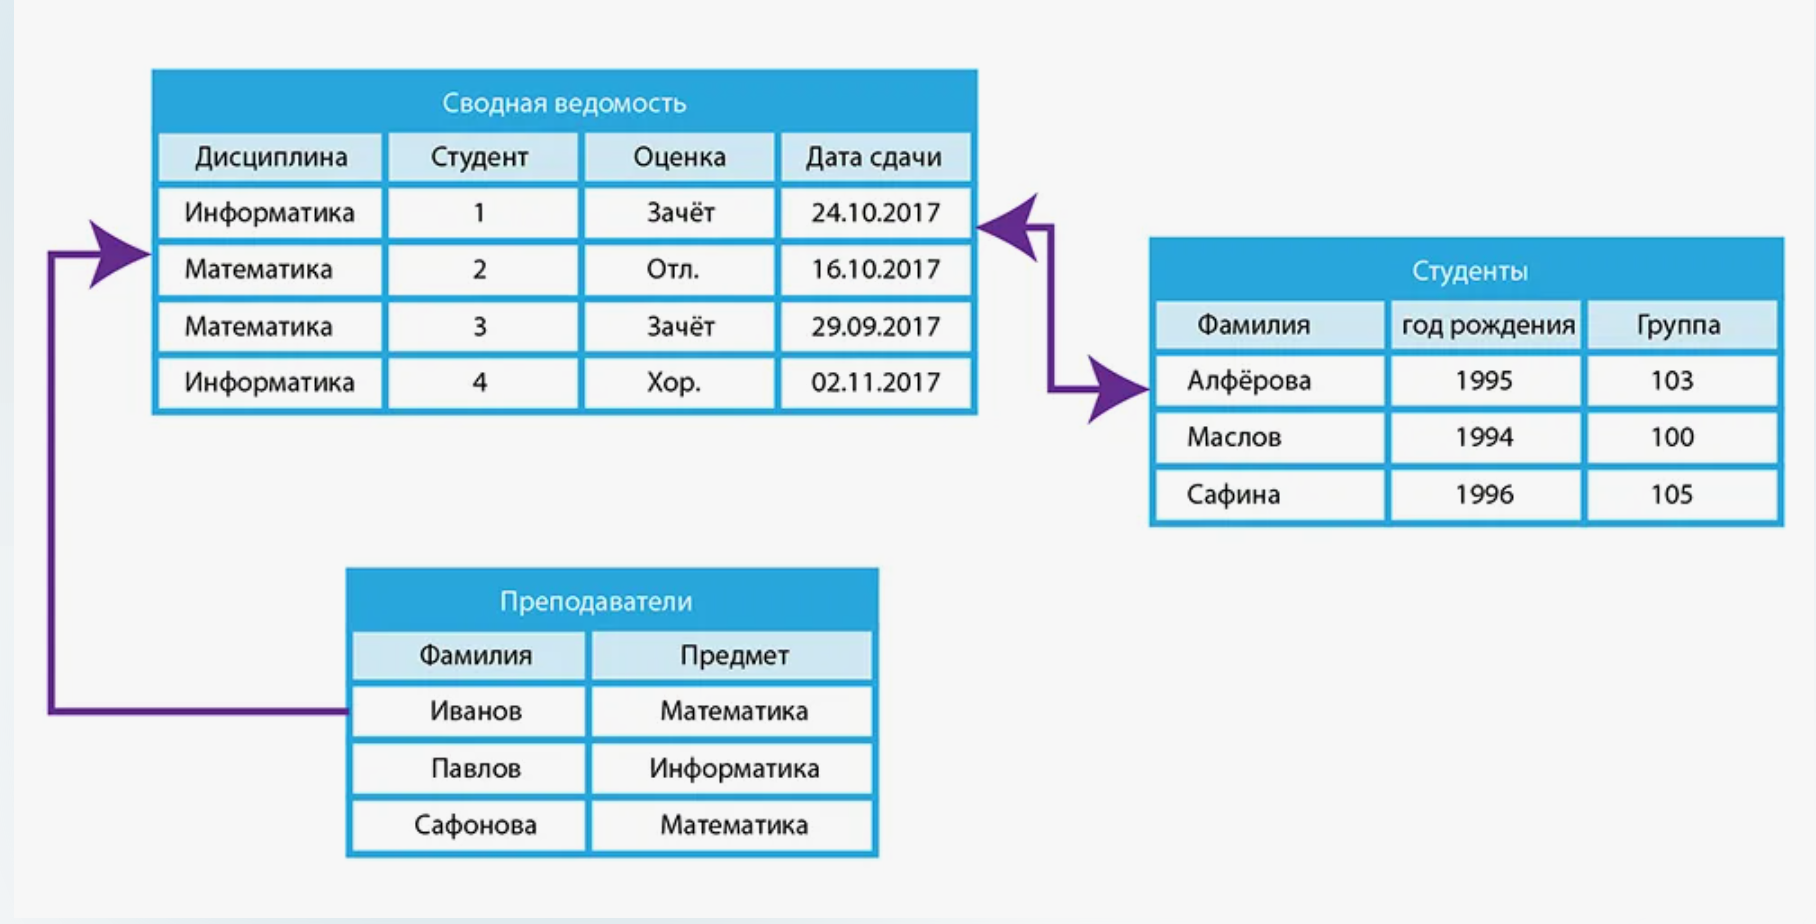 Сводная ведомость
Дисциплина Студент Оценка Дата сдачи
Информатика 1 Зачёт 24.10.2017
Математика 2 Отл. 16.10.2017
Математика 3 Зачёт 29.09.2017
Информатика 4 Хор. 02.11.2017
Студенты
Фамилия год рождения Группа
Алфёрова 1995 103
Маслов 1994 100
Сафина 1996 105
Преподаватели
Фамилия Предмет
Иванов Математика
Павлов Информатика
Сафонова Математика